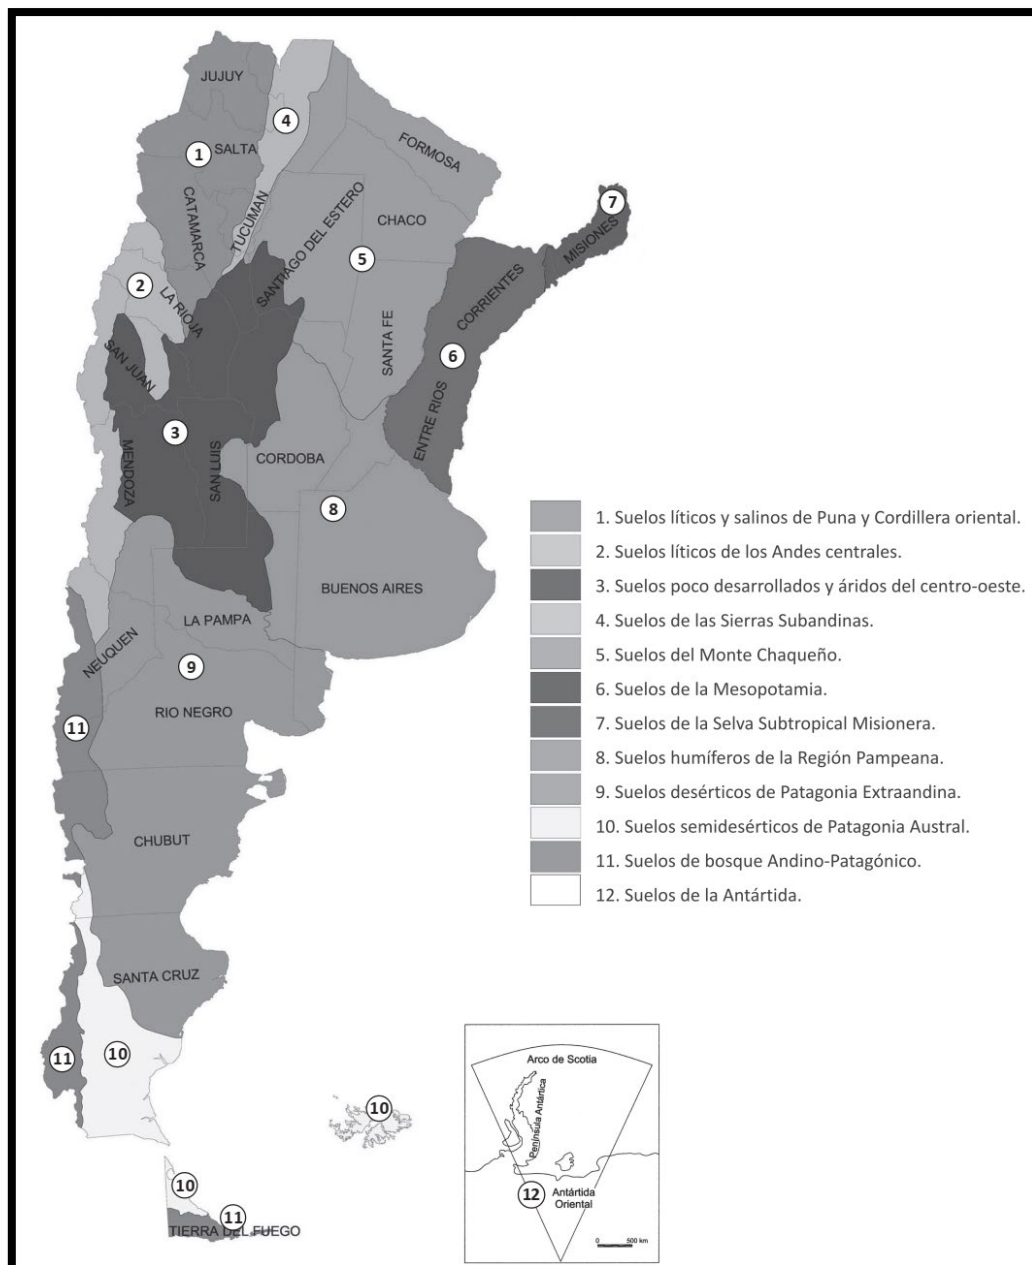 JUJUY
4
FORMOSA
1
SALTA
7
CATAMARCA
TUCUMAN
SANTIAGO DEL ESTERO
CHACO
MISIONES
5
2
LA RIOJA
CORRIENTES
SAN JUAN
SANTA FE
6
ENTRE RIOS
3
MENDOZA
SAN LUIS
CORDOBA
8
BUENOS AIRES
LA PAMPA
NEUQUEN
9
RIO NEGRO
11
CHUBUT
SANTA CRUZ
11
10
10
10
11
TIERRA DEL FUEGO
1. Suelos líticos y salinos de Puna y Cordillera oriental.
2. Suelos líticos de los Andes centrales.
3. Suelos poco desarrollados y áridos del centro-oeste.
4. Suelos de las Sierras Subandinas.
5. Suelos del Monte Chaqueño.
6. Suelos de la Mesopotamia.
7. Suelos de la Selva Subtropical Misionera.
8. Suelos humíferos de la Región Pampeana.
9. Suelos desérticos de Patagonia Extraandina.
10. Suelos semidesérticos de Patagonia Austral.
11. Suelos de bosque Andino-Patagónico.
12. Suelos de la Antártida.
Arco de Scotia
Península Antártica
12
Antártida
Oriental
0 500 km